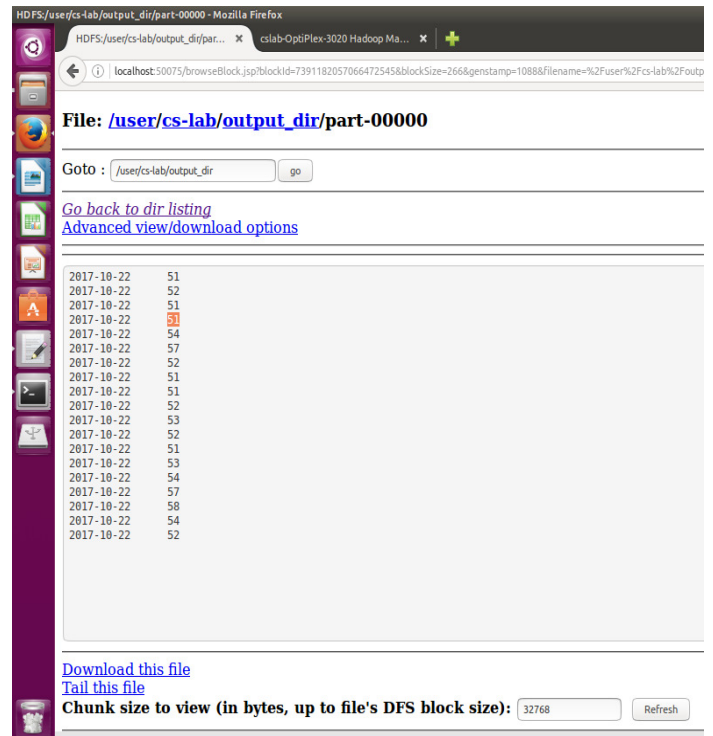 HDFS:/user/cs-lab/output_dir/part-00000 - Mozilla Firefox
HDFS:/user/cs-lab/output_dir/par... × cslab-OptiPlex-3020 Hadoop Ma... ×
localhost:50075/browseBlock.jsp?blockId=7391182057066472545&blockSize=266&genstamp=1088&filename=%2Fuser%2Fcs-lab%2Foutp
File: /user/cs-lab/output_dir/part-00000
Goto : /user/cs-lab/output_dir go
Go back to dir listing
Advanced view/download options
2017-10-22 51
2017-10-22 52
2017-10-22 51
2017-10-22 51
2017-10-22 54
2017-10-22 57
2017-10-22 52
2017-10-22 51
2017-10-22 51
2017-10-22 52
2017-10-22 53
2017-10-22 52
2017-10-22 51
2017-10-22 53
2017-10-22 54
2017-10-22 57
2017-10-22 58
2017-10-22 54
2017-10-22 52
Download this file
Tail this file
Chunk size to view (in bytes, up to file's DFS block size): 32768 Refresh